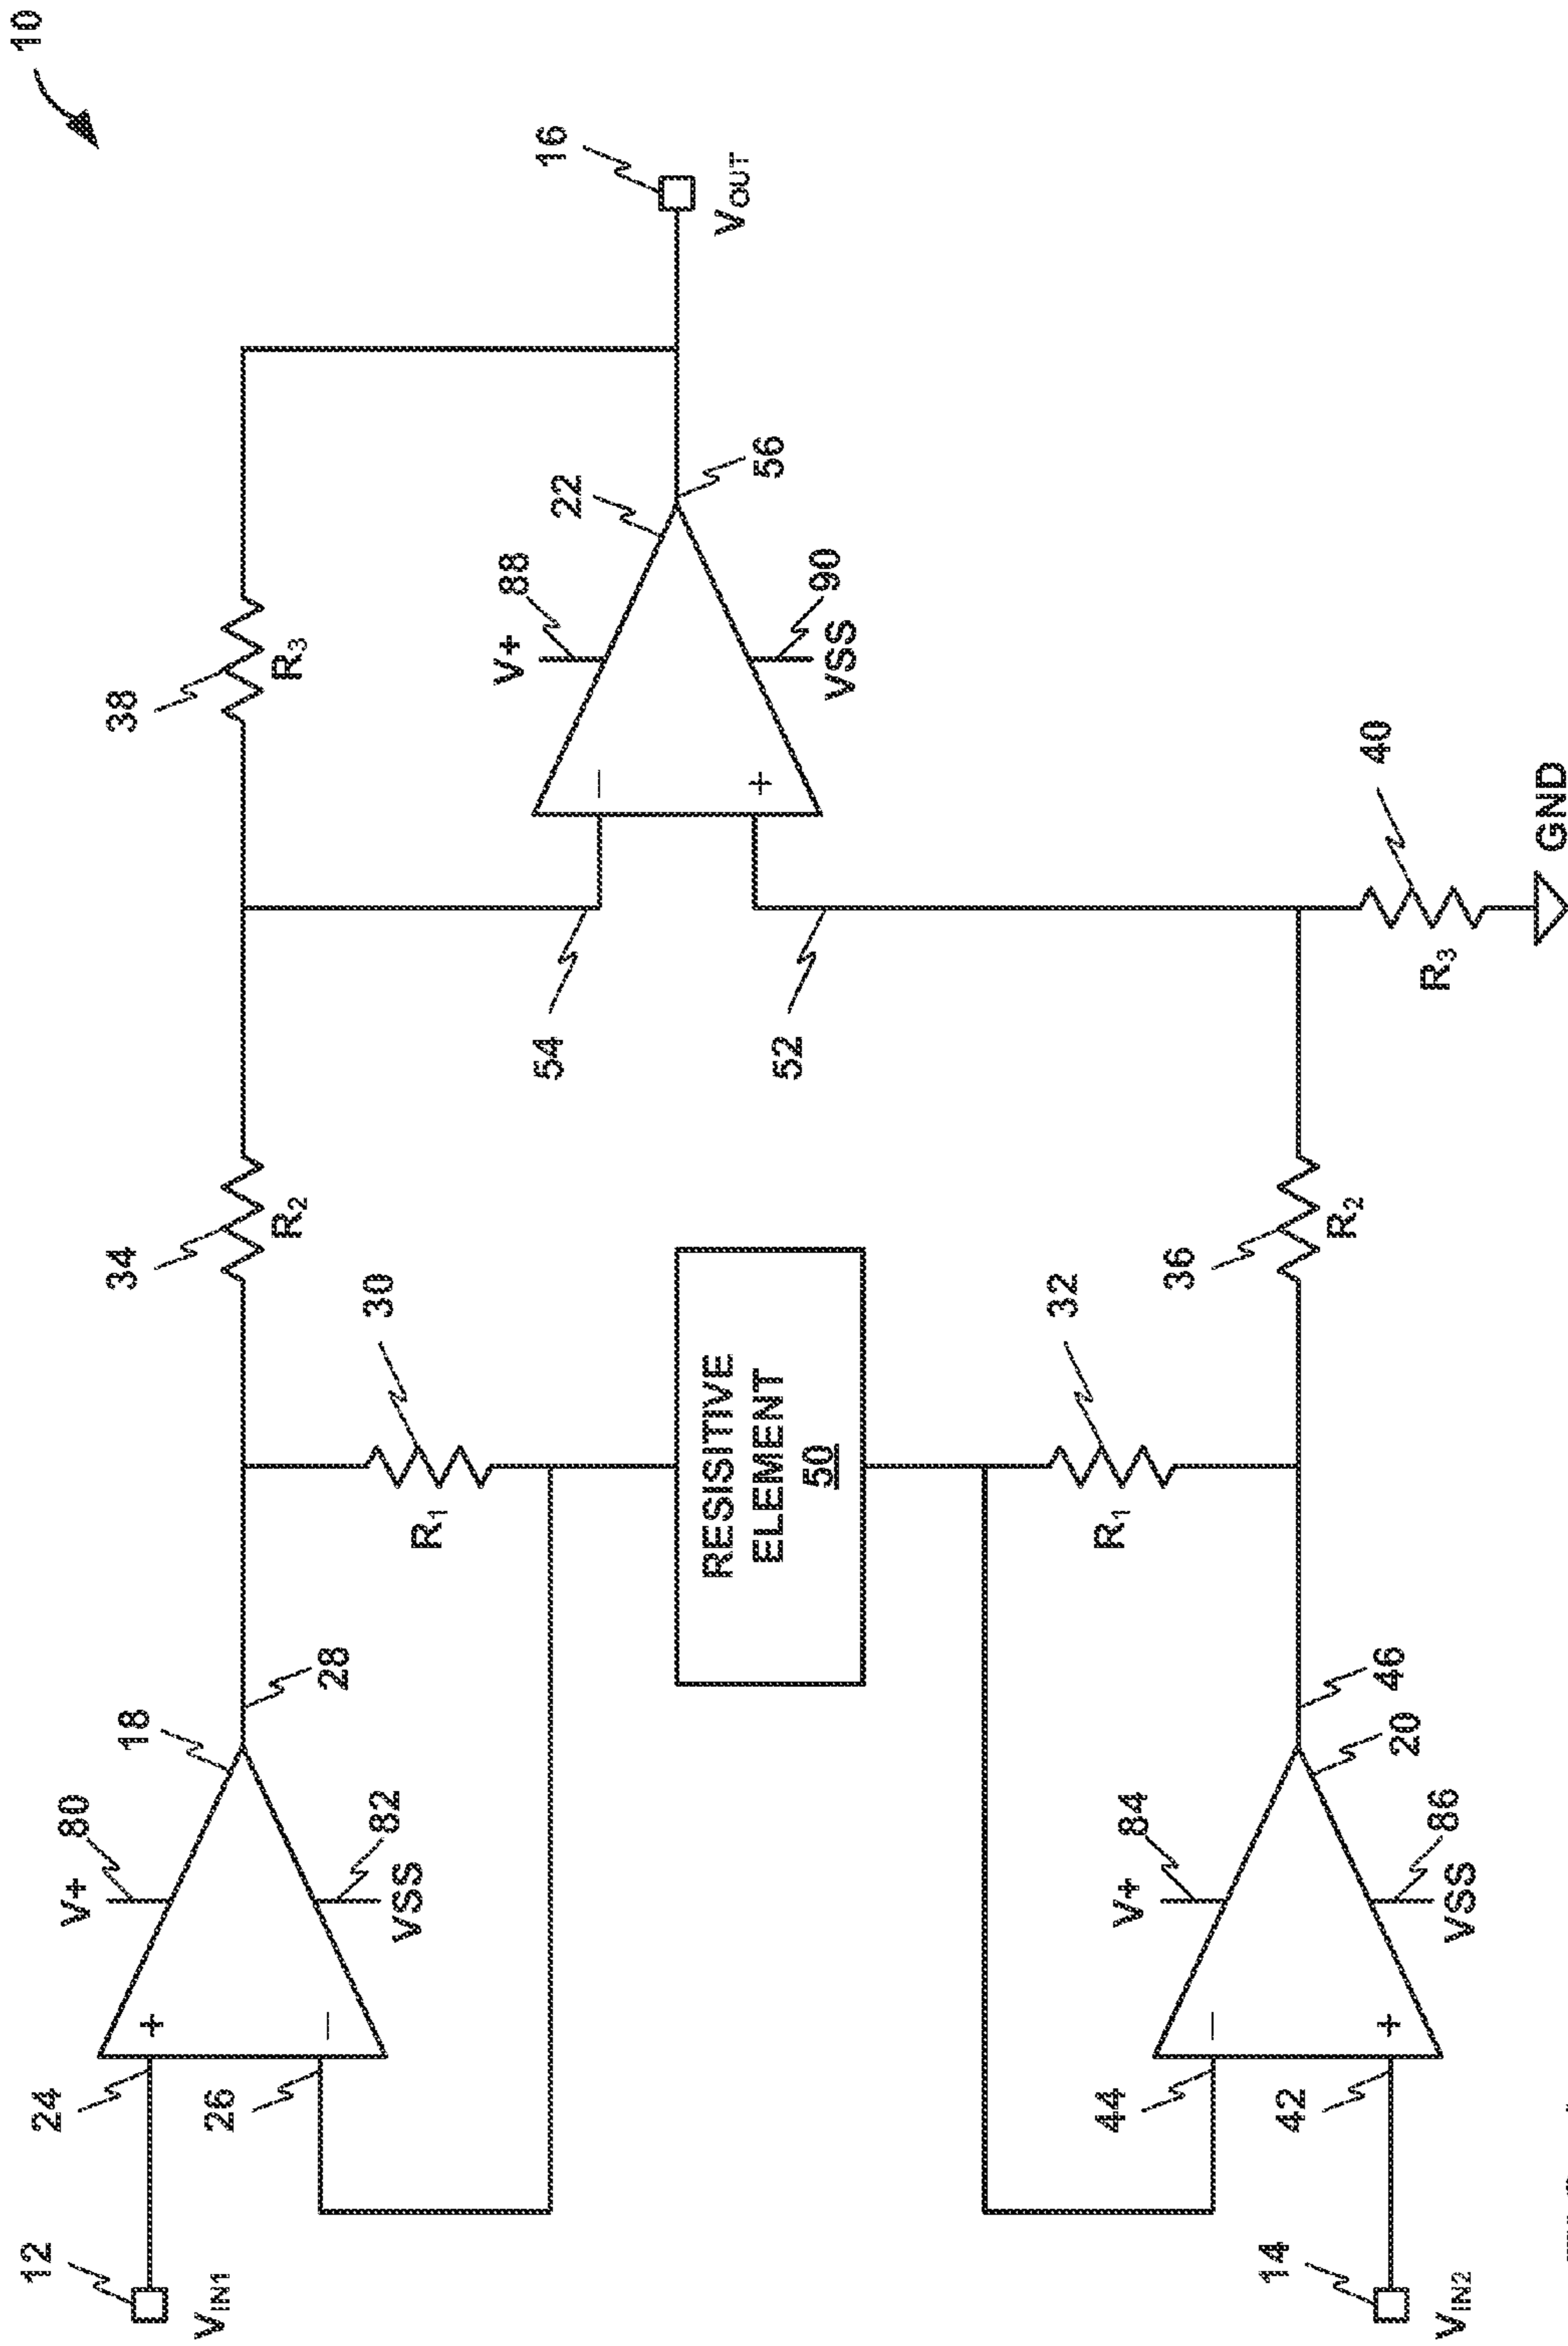 10
12
VIN1
24
26
80
V+
18
82
VSS
28
+
−
34
R2
30
R1
38
R3
54
52
88
V+
22
90
VSS
56
−
+
16
VOUT
RESISITIVE
ELEMENT
50
32
R1
36
R2
40
R3
GND
14
VIN2
44
42
84
V+
20
86
VSS
46
−
+